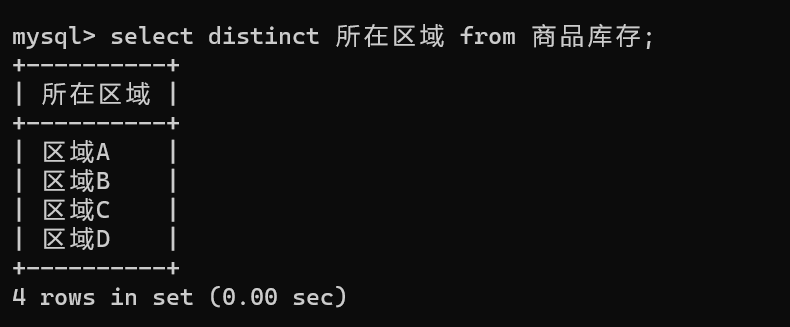 mysql> select distinct 所在区域 from 商品库存;
+----------+
| 所在区域 |
+----------+
| 区域A    |
| 区域B    |
| 区域C    |
| 区域D    |
+----------+
4 rows in set (0.00 sec)